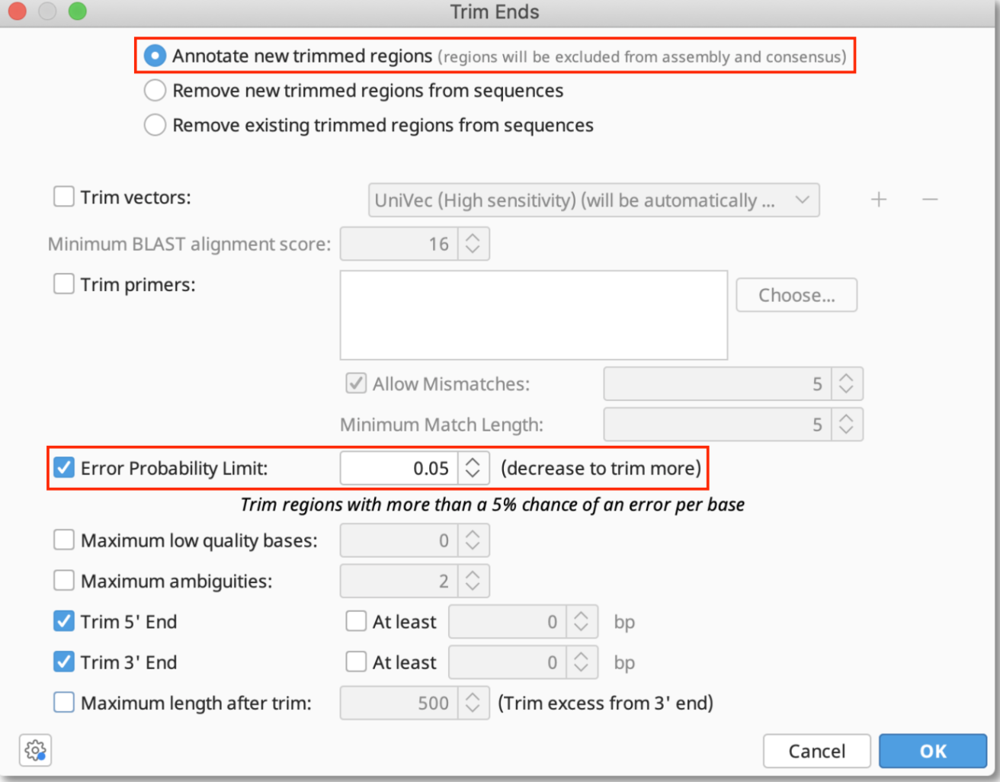 Trim Ends
Annotate new trimmed regions (regions will be excluded from assembly and consensus)
Remove new trimmed regions from sequences
Remove existing trimmed regions from sequences
Trim vectors: UniVec (High sensitivity) (will be automatically ... + −
Minimum BLAST alignment score: 16
Trim primers: Choose...
Allow Mismatches: 5
Minimum Match Length: 5
Error Probability Limit: 0.05 (decrease to trim more)
Trim regions with more than a 5% chance of an error per base
Maximum low quality bases: 0
Maximum ambiguities: 2
Trim 5' End At least 0 bp
Trim 3' End At least 0 bp
Maximum length after trim: 500 (Trim excess from 3' end)
Cancel OK